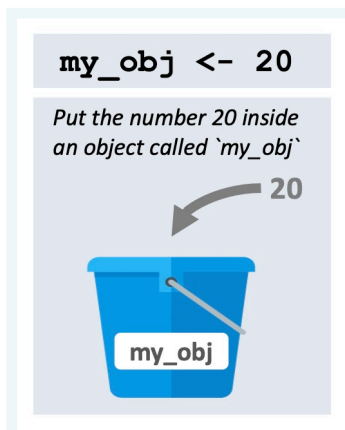 my_obj <- 20
Put the number 20 inside
an object called `my_obj`
20
my_obj